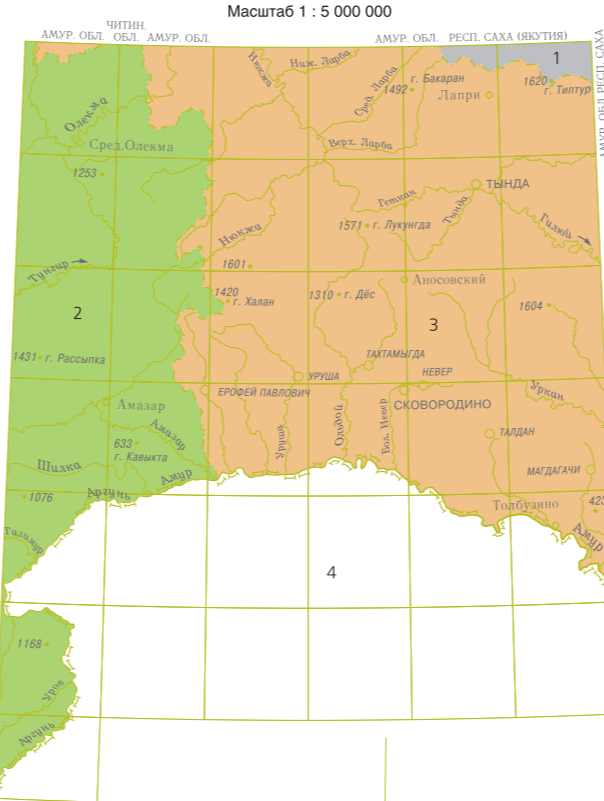 Масштаб 1 : 5 000 000
ЧИТИН.
АМУР. ОБЛ. ОБЛ. АМУР. ОБЛ. АМУР. ОБЛ. РЕСП. САХА (ЯКУТИЯ)
АМУР. ОБЛ РЕСП. САХА
1
Нюкжа
Ниж. Ларба
Сред. Ларба
г. Бакаран
1492
1620
г. Типтур
Лапри
Олекма
Сред.Олекма
Верх. Ларба
1253
Геткан
ТЫНДА
Тында
Гилюй
Нюкжа
1571 г. Лукунгда
Тунгир
1601
Аносовский
1420
г. Халан
1310 г. Дёс
1604
2
3
1431 г. Рассыпка
ТАХТАМЫГДА
УРУША
НЕВЕР
ЕРОФЕЙ ПАВЛОВИЧ
Уркан
Амазар
СКОВОРОДИНО
Амазар
633
г. Кавыкта
Уруша
Ольдой
Бол. Невер
ТАЛДАН
Шилка
Амур
МАГДАГАЧИ
1076
Аргунь
Толбузино
423
Газимур
Амур
4
1168
Уров
Аргунь